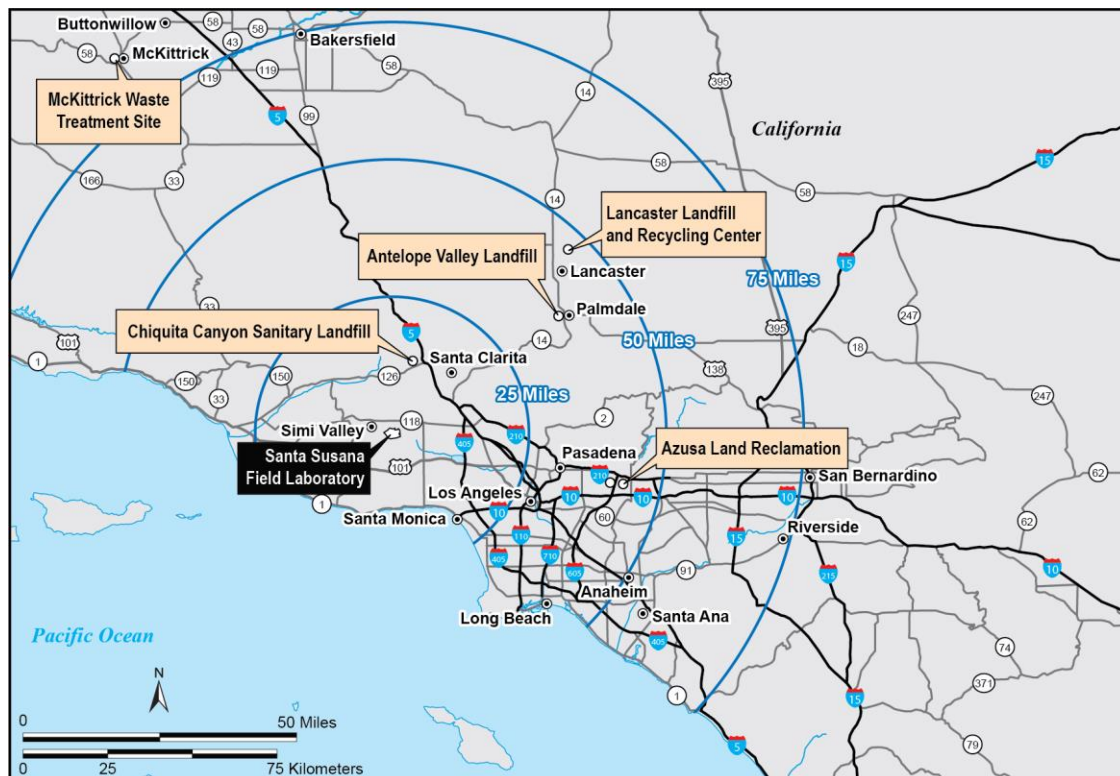 Buttonwillow
58
58
43
Bakersfield
58
McKittrick
58
119
119
395
McKittrick Waste
Treatment Site
5
99
14
California
15
58
166
33
58
14
Lancaster Landfill
and Recycling Center
15
Antelope Valley Landfill
Lancaster
75 Miles
33
Palmdale
247
Chiquita Canyon Sanitary Landfill
5
50 Miles
395
101
1
14
18
Santa Clarita
138
126
150
150
25 Miles
247
33
2
Simi Valley
118
405
210
Pasadena
Azusa Land Reclamation
Santa Susana
Field Laboratory
101
210
San Bernardino
62
Los Angeles
10
10
10
1
Santa Monica
10
60
62
Riverside
110
15
405
710
605
91
10
215
Anaheim
Long Beach
Santa Ana
405
Pacific Ocean
74
N
371
1
15
0
50 Miles
5
79
0
25
75 Kilometers